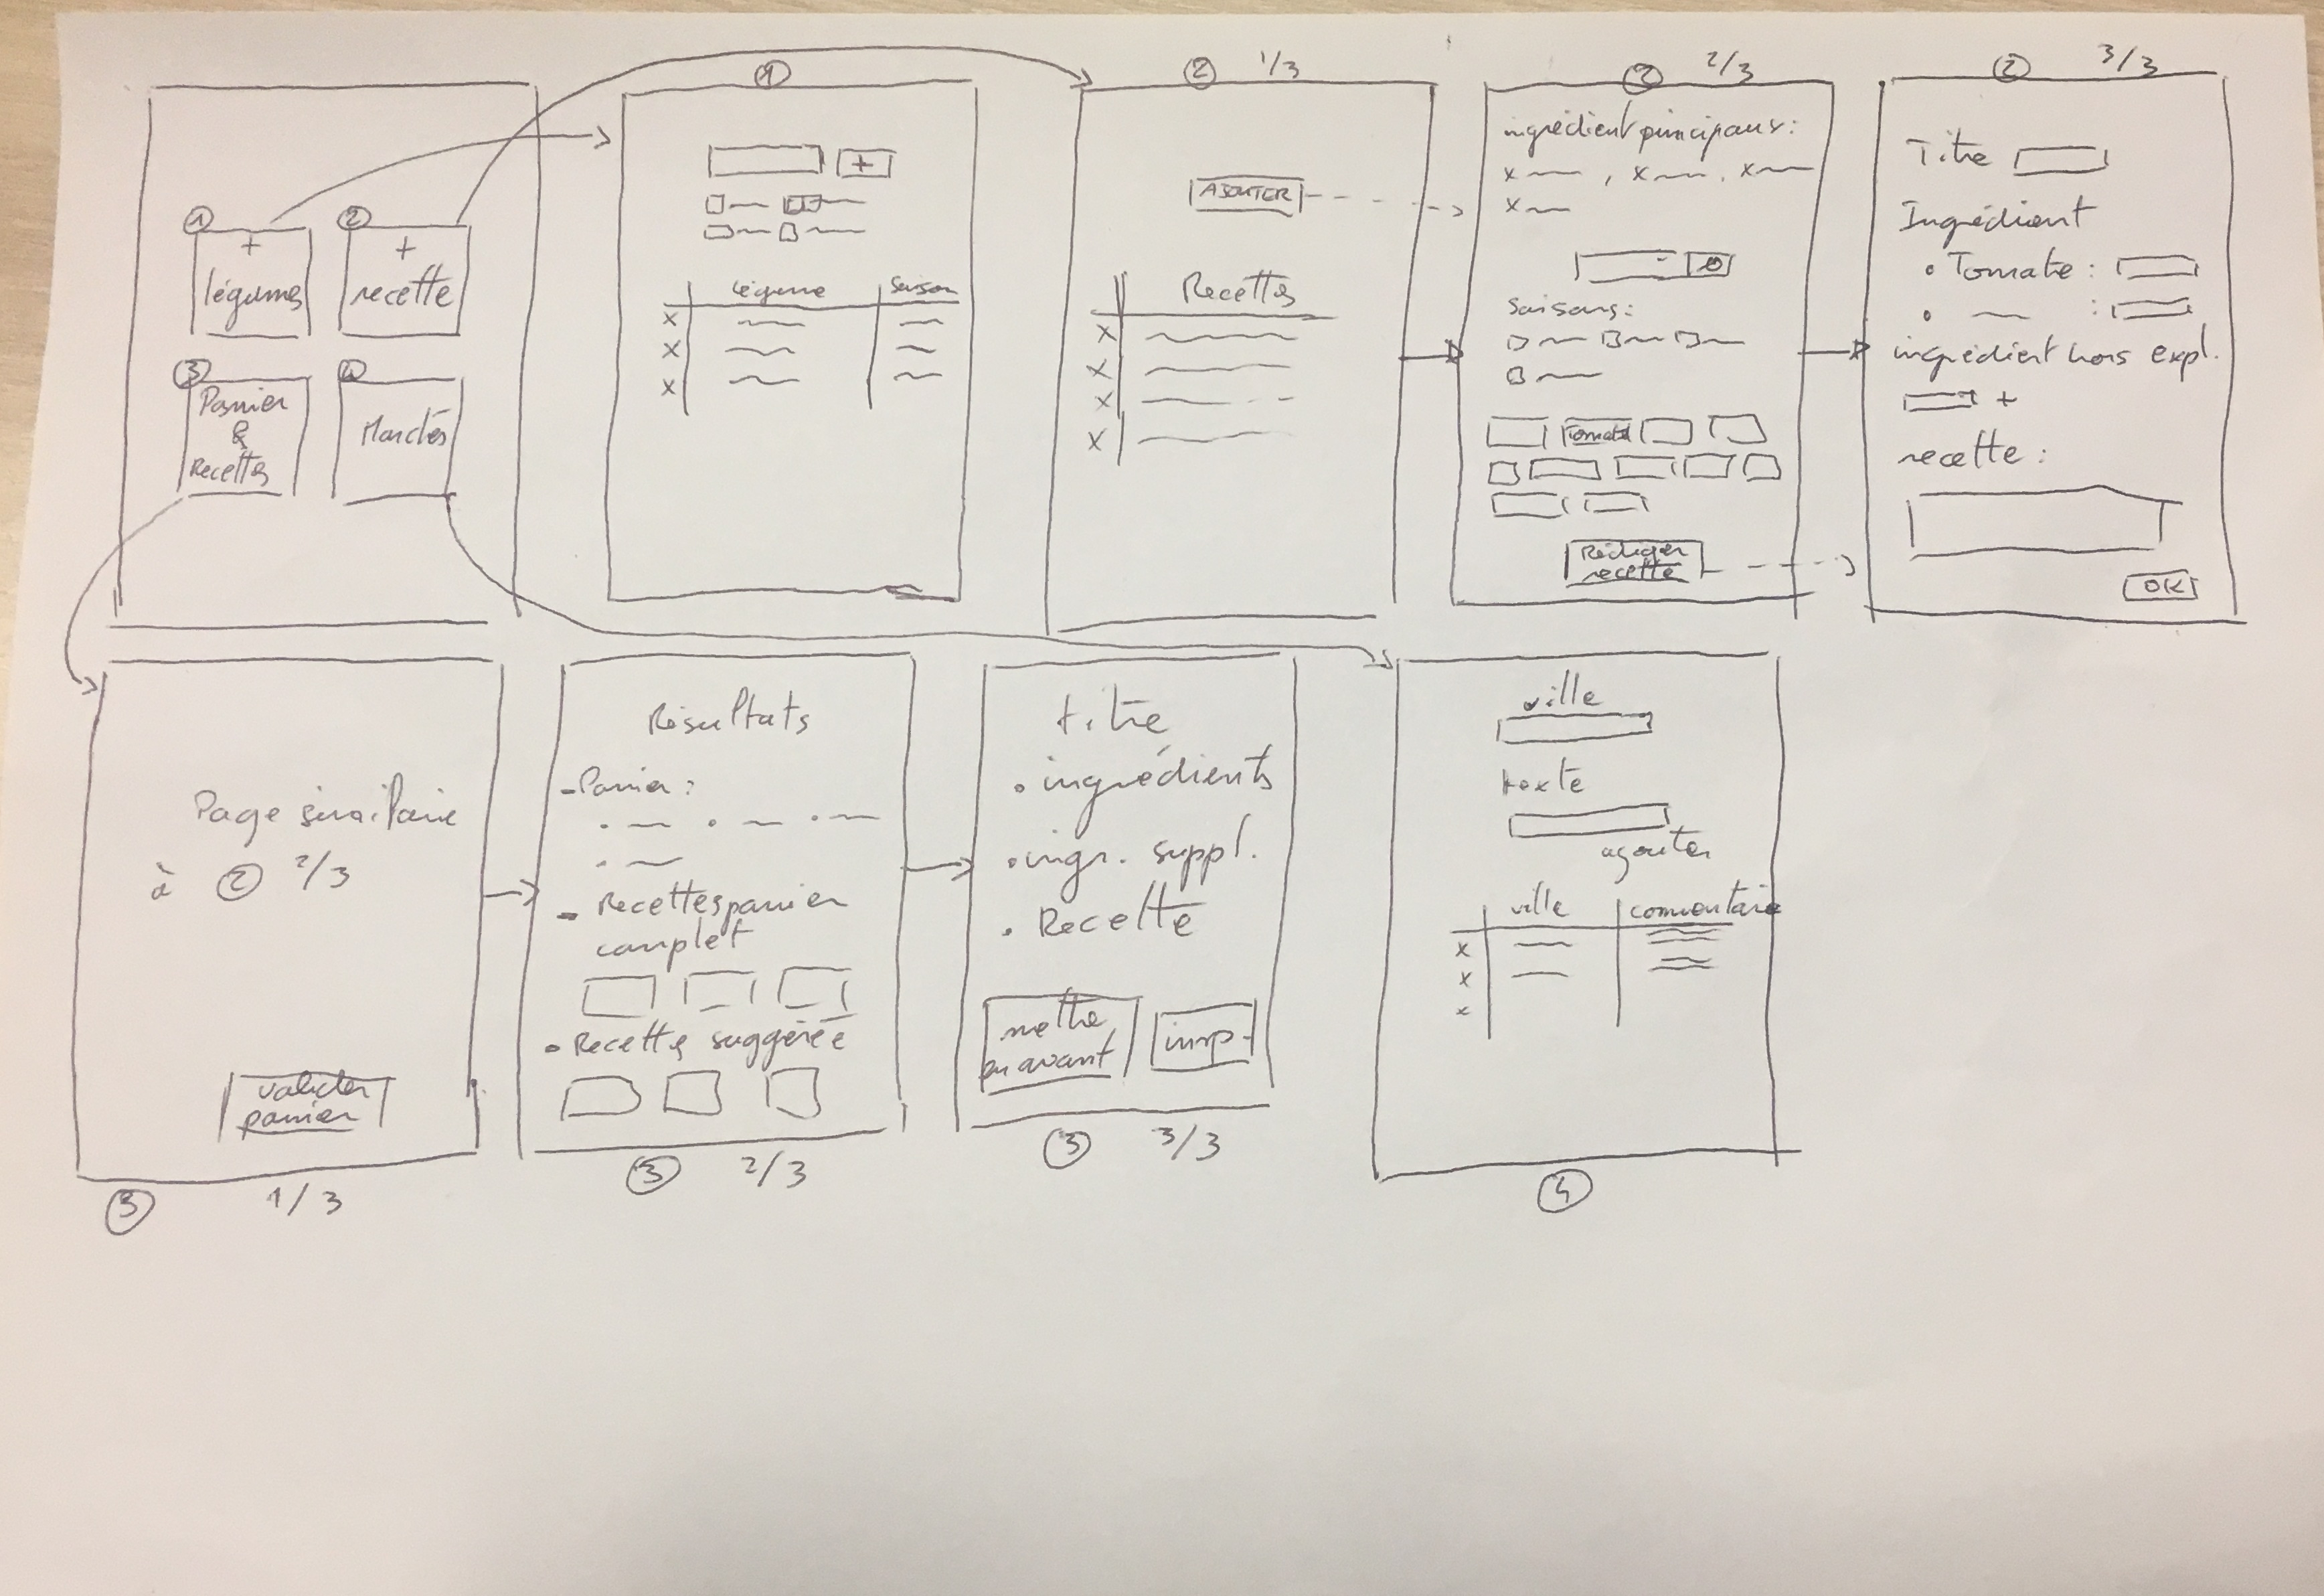 ①
+
légumes
②
+
recette
③
Panier
&
Recettes
④
Marchés
①
+
légume saison
x
x
x
② 1/3
AJOUTER
Recettes
x
x
x
x
② 2/3
ingrédient principaux :
x , x . x
x
Saisons :
Tomate
Rédiger
recette
② 3/3
Titre
Ingrédient
• Tomate :
• :
ingrédient hors expl.
+
recette :
OK
Page similaire
à ② 2/3
valider
panier
③ 1/3
Résultats
- Panier :
- Recettes panier
complet
• Recette suggérée
③ 2/3
titre
• ingrédients
• ingr. suppl.
• Recette
mettre
en avant
imp.
③ 3/3
ville
texte
ajouter
ville commentaire
x
x
x
④